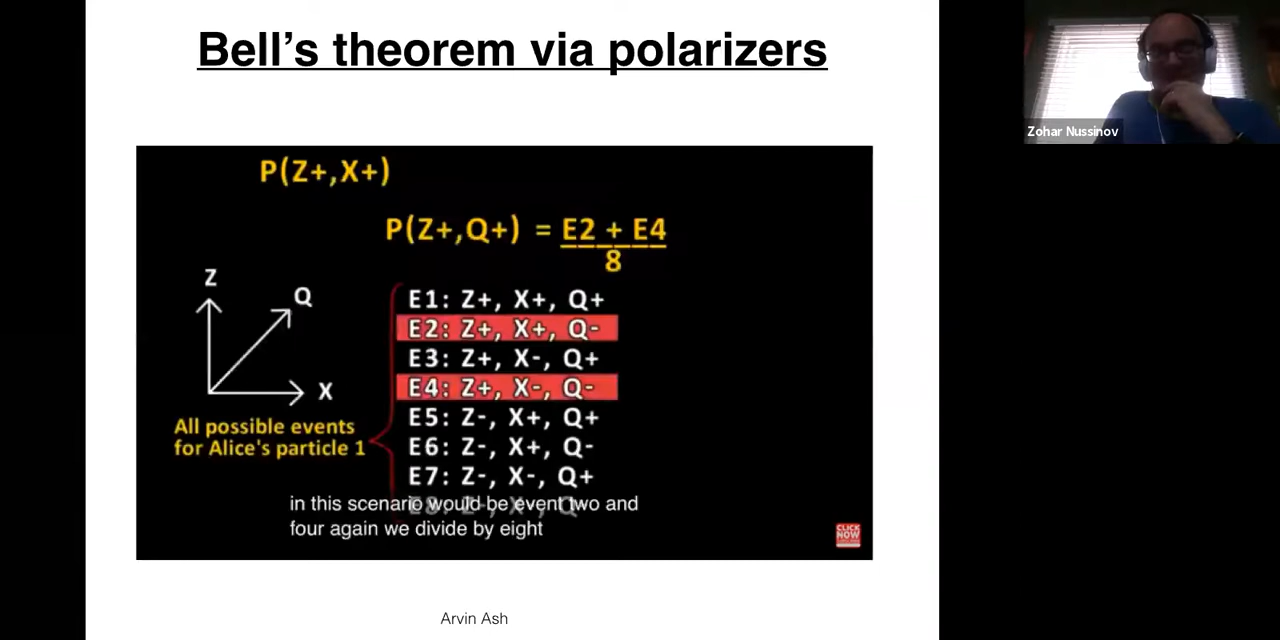 Bell's theorem via polarizers
Zohar Nussinov
P(Z+,X+)
P(Z+,Q+) = E2 + E4
8
Z
Q
X
E1: Z+, X+, Q+
E2: Z+, X+, Q-
E3: Z+, X-, Q+
E4: Z+, X-, Q-
E5: Z-, X+, Q+
E6: Z-, X+, Q-
E7: Z-, X-, Q+
All possible events
for Alice's particle 1
in this scenario would be event two and
four again we divide by eight
CLICK
NOW
Arvin Ash